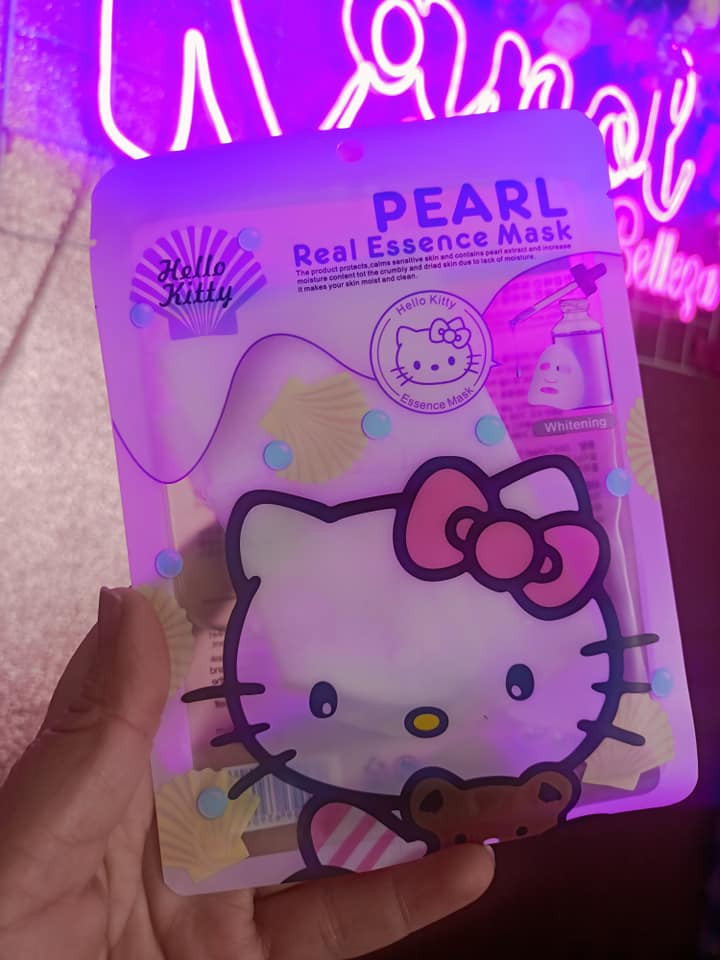 PEARL
Real Essence Mask
The product protects,calms sensitive skin and contains pearl extract and increase
moisture content tot the crumbly and dried skin due to lack of moisture.
It makes your skin moist and clean.
Hello
Kitty
Hello Kitty
Essence Mask
Whitening
Belleza